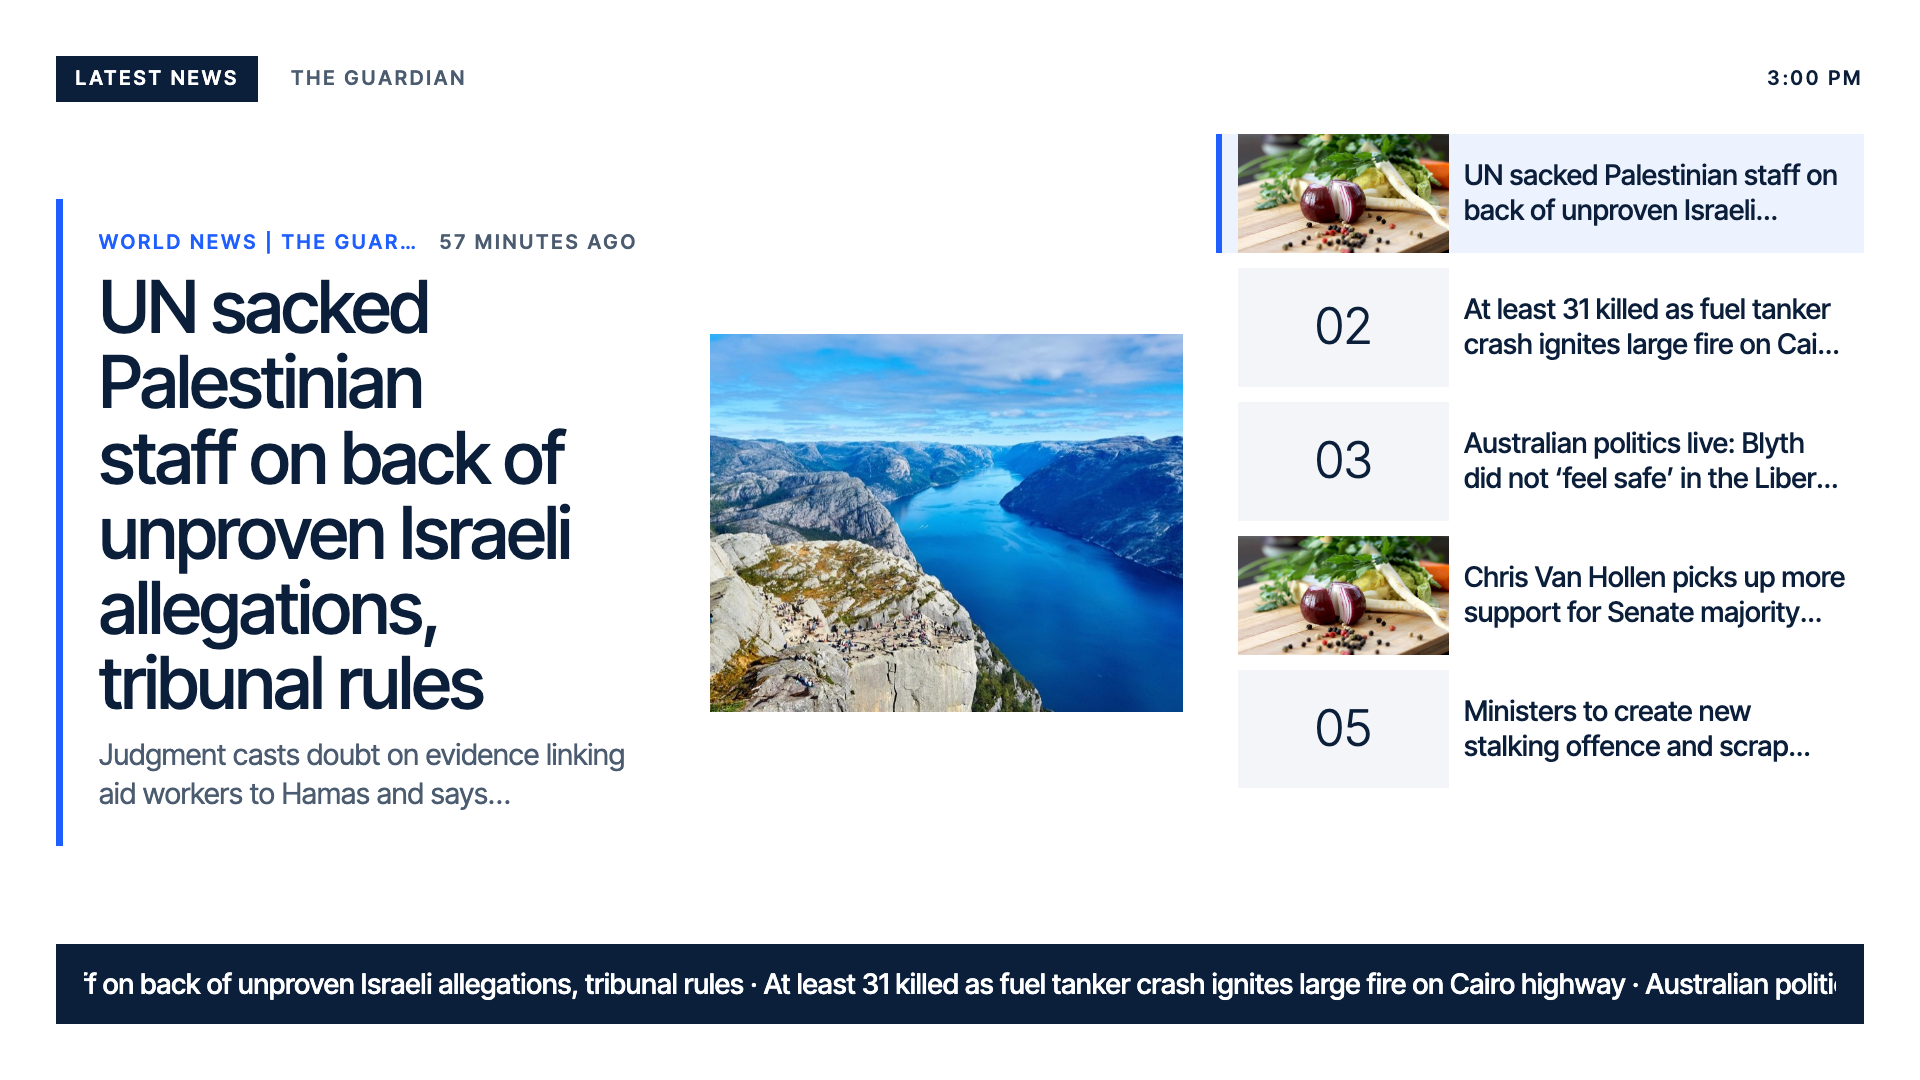 LATEST NEWS
THE GUARDIAN
3:00 PM
WORLD NEWS | THE GUAR… 57 MINUTES AGO
UN sacked
Palestinian
staff on back of
unproven Israeli
allegations,
tribunal rules
Judgment casts doubt on evidence linking
aid workers to Hamas and says…
UN sacked Palestinian staff on
back of unproven Israeli…
02
At least 31 killed as fuel tanker
crash ignites large fire on Cai…
03
Australian politics live: Blyth
did not ‘feel safe’ in the Liber…
Chris Van Hollen picks up more
support for Senate majority…
05
Ministers to create new
stalking offence and scrap…
on back of unproven Israeli allegations, tribunal rules · At least 31 killed as fuel tanker crash ignites large fire on Cairo highway · Australian